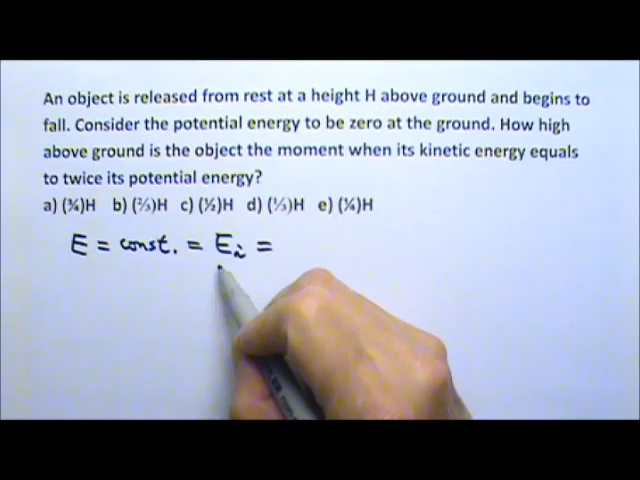 An object is released from rest at a height H above ground and begins to
fall. Consider the potential energy to be zero at the ground. How high
above ground is the object the moment when its kinetic energy equals
to twice its potential energy?
a) (¾)H b) (⅔)H c) (½)H d) (⅓)H e) (¼)H
E = const. = Ei =